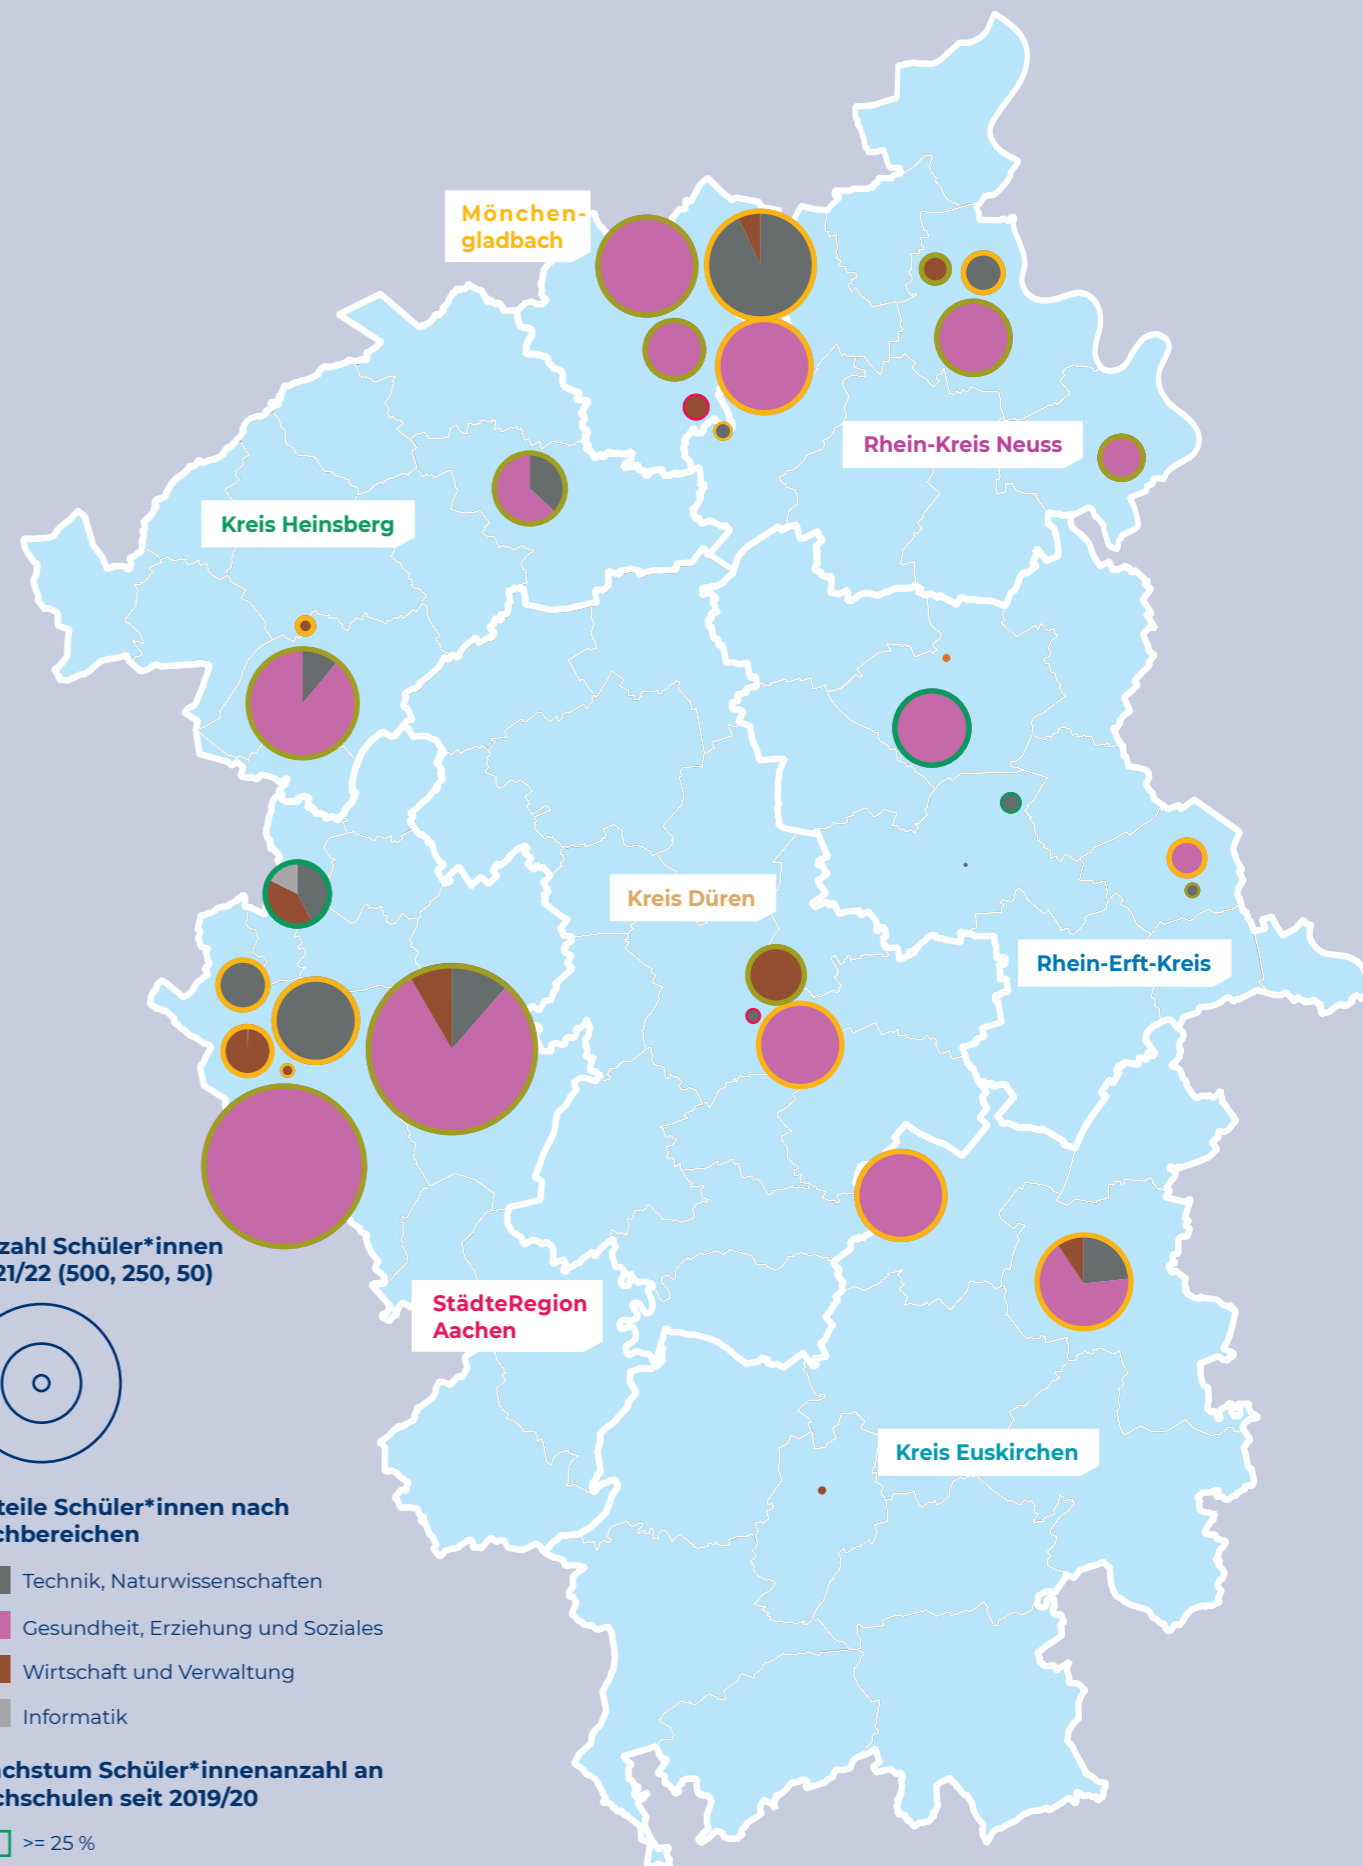 Mönchen-
gladbach
Rhein-Kreis Neuss
Kreis Heinsberg
Kreis Düren
Rhein-Erft-Kreis
StädteRegion
Aachen
Kreis Euskirchen
zahl Schüler*innen
21/22 (500, 250, 50)
teile Schüler*innen nach
chbereichen
Technik, Naturwissenschaften
Gesundheit, Erziehung und Soziales
Wirtschaft und Verwaltung
Informatik
achstum Schüler*innenanzahl an
chschulen seit 2019/20
>= 25 %